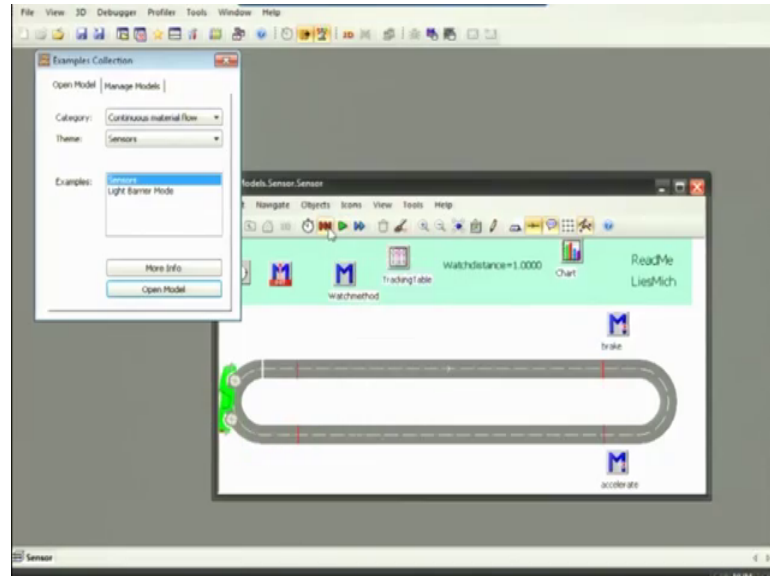 File View 3D Debugger Profiler Tools Window Help
Examples Collection
Open Model Manage Models
Category: Continuous material flow
Theme: Sensors
Examples: Sensors
Light Barrier Mode
More Info
Open Model
Models.Sensor.Sensor
Navigate Objects Icons View Tools Help
Watchmethod
TrackingTable
Watchdistance=1.0000
Chart
ReadMe
LiesMich
brake
accelerate
Sensor